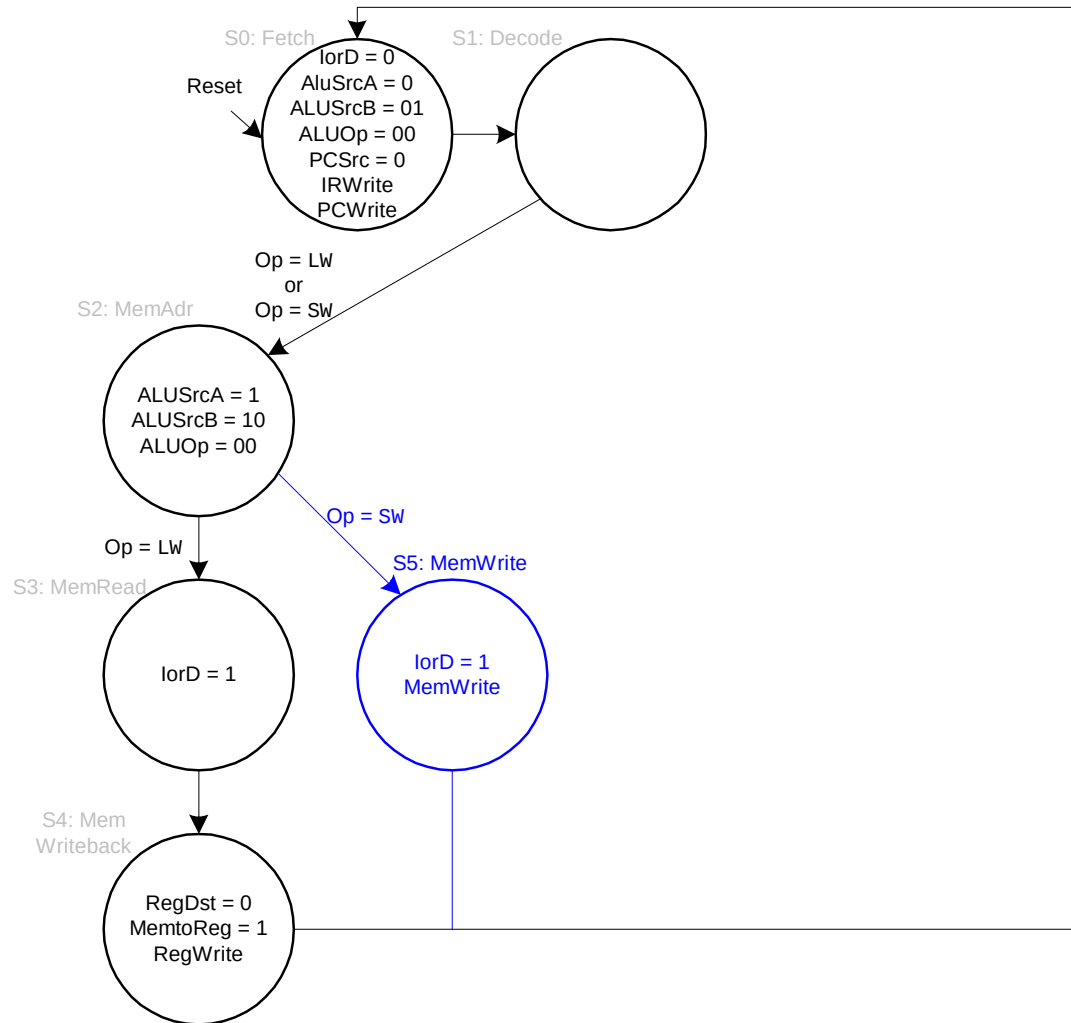 S0: Fetch
S1: Decode
Reset
IorD = 0
AluSrcA = 0
ALUSrcB = 01
ALUOp = 00
PCSrc = 0
IRWrite
PCWrite
Op = LW
or
Op = SW
S2: MemAdr
ALUSrcA = 1
ALUSrcB = 10
ALUOp = 00
Op = SW
Op = LW
S5: MemWrite
S3: MemRead
IorD = 1
IorD = 1
MemWrite
S4: Mem
Writeback
RegDst = 0
MemtoReg = 1
RegWrite